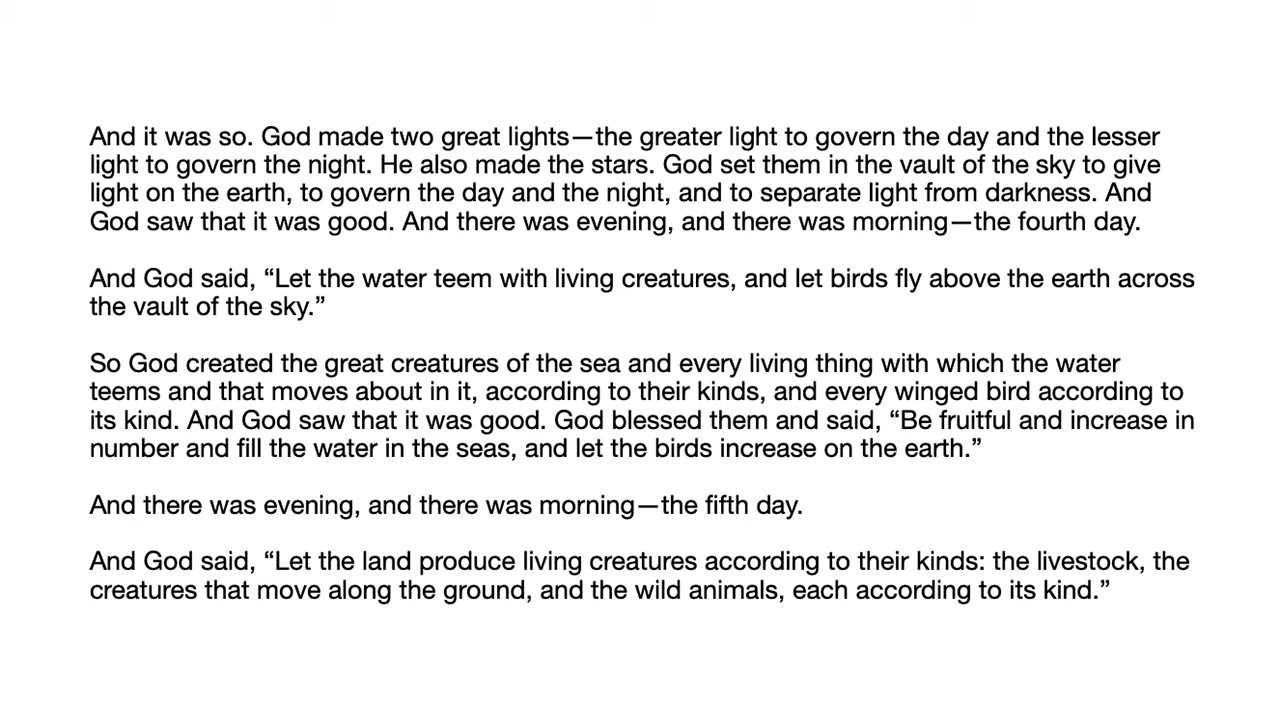 And it was so. God made two great lights—the greater light to govern the day and the lesser
light to govern the night. He also made the stars. God set them in the vault of the sky to give
light on the earth, to govern the day and the night, and to separate light from darkness. And
God saw that it was good. And there was evening, and there was morning—the fourth day.
And God said, “Let the water teem with living creatures, and let birds fly above the earth across
the vault of the sky.”
So God created the great creatures of the sea and every living thing with which the water
teems and that moves about in it, according to their kinds, and every winged bird according to
its kind. And God saw that it was good. God blessed them and said, “Be fruitful and increase in
number and fill the water in the seas, and let the birds increase on the earth.”
And there was evening, and there was morning—the fifth day.
And God said, “Let the land produce living creatures according to their kinds: the livestock, the
creatures that move along the ground, and the wild animals, each according to its kind.”